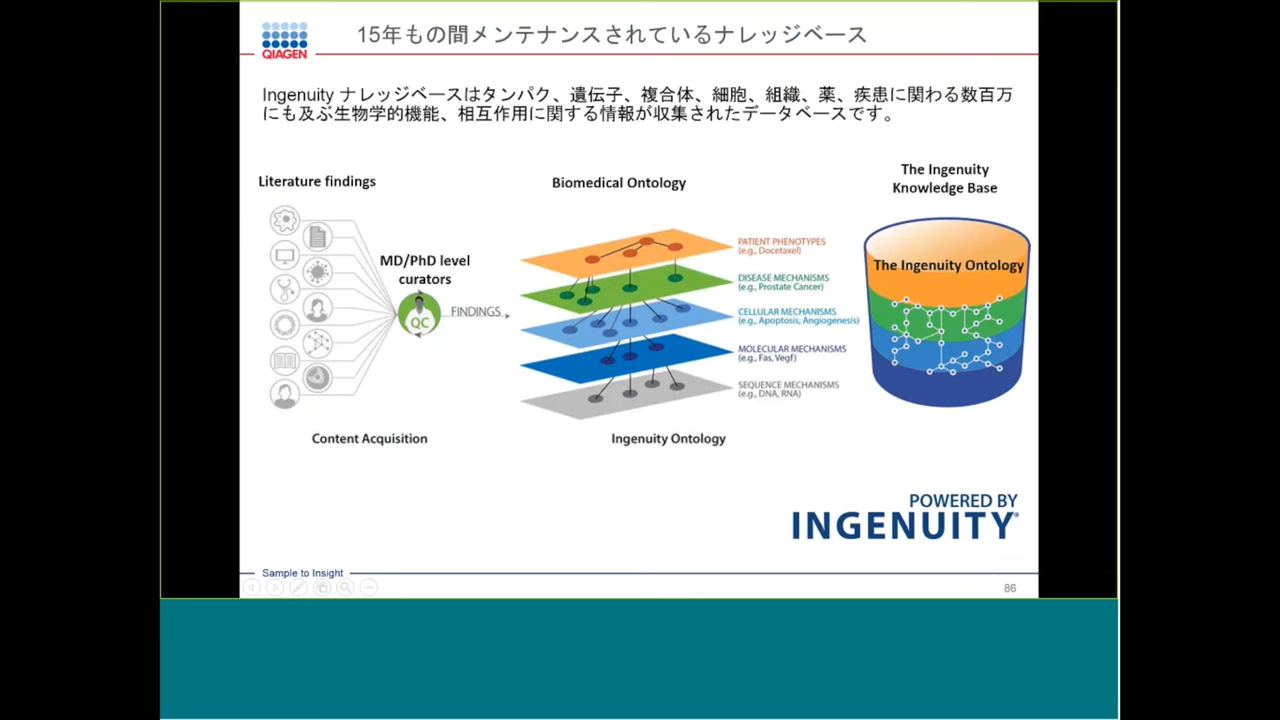 QIAGEN
15年もの間メンテナンスされているナレッジベース
Ingenuity ナレッジベースはタンパク、遺伝子、複合体、細胞、組織、薬、疾患に関わる数百万
にも及ぶ生物学的機能、相互作用に関する情報が収集されたデータベースです。
Literature findings
MD/PhD level
curators
QC
FINDINGS
Content Acquisition
Biomedical Ontology
PATIENT PHENOTYPES
(e.g., Docetaxel)
DISEASE MECHANISMS
(e.g., Prostate Cancer)
CELLULAR MECHANISMS
(e.g., Apoptosis, Angiogenesis)
MOLECULAR MECHANISMS
(e.g., Fas, Vegf)
SEQUENCE MECHANISMS
(e.g., DNA, RNA)
Ingenuity Ontology
The Ingenuity
Knowledge Base
The Ingenuity Ontology
POWERED BY
INGENUITY®
Sample to Insight
86